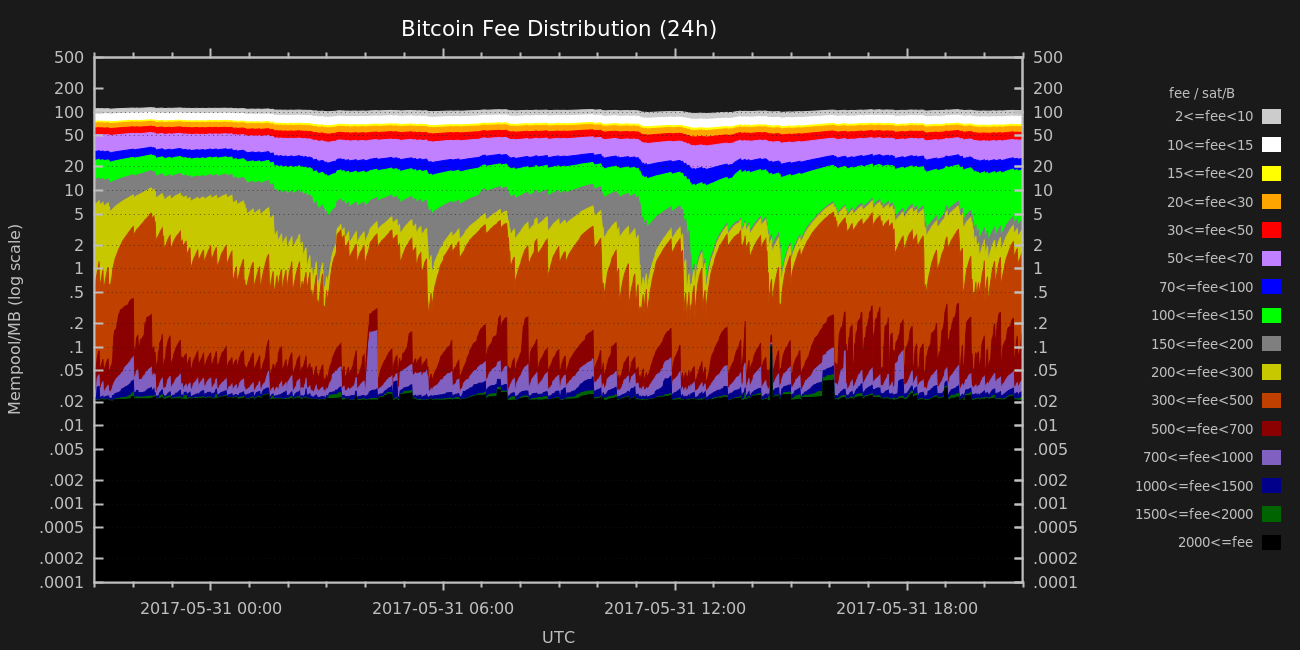 Bitcoin Fee Distribution (24h)
500 500
200 200
100 100
50 50
20 20
10 10
5 5
2 2
1 1
.5 .5
.2 .2
.1 .1
.05 .05
.02 .02
.01 .01
.005 .005
.002 .002
.001 .001
.0005 .0005
.0002 .0002
.0001 .0001
Mempool/MB (log scale)
2017-05-31 00:00 2017-05-31 06:00 2017-05-31 12:00 2017-05-31 18:00
UTC
fee / sat/B
2<=fee<10
10<=fee<15
15<=fee<20
20<=fee<30
30<=fee<50
50<=fee<70
70<=fee<100
100<=fee<150
150<=fee<200
200<=fee<300
300<=fee<500
500<=fee<700
700<=fee<1000
1000<=fee<1500
1500<=fee<2000
2000<=fee